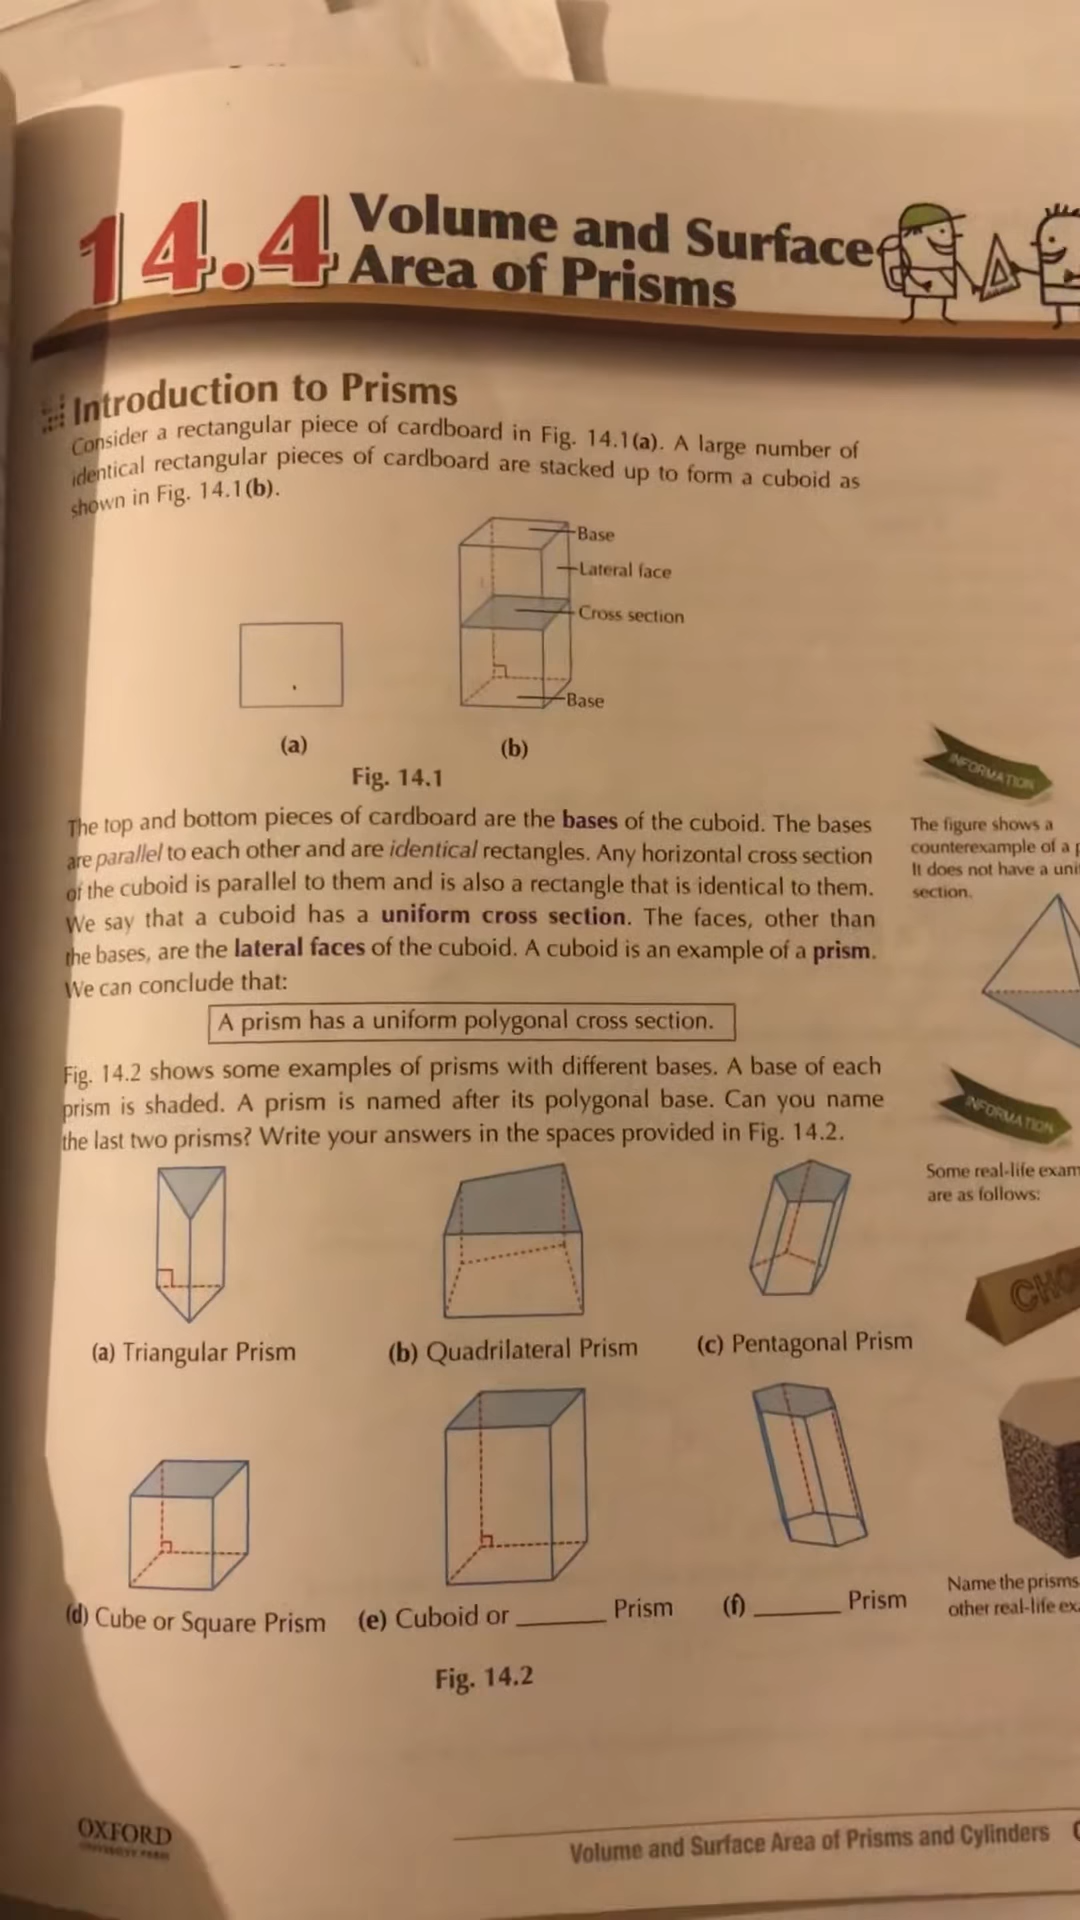 14.4 Volume and Surface
Area of Prisms
Introduction to Prisms
Consider a rectangular piece of cardboard in Fig. 14.1(a). A large number of
identical rectangular pieces of cardboard are stacked up to form a cuboid as
shown in Fig. 14.1(b).
Base
Lateral face
Cross section
Base
(a)
(b)
Fig. 14.1
The top and bottom pieces of cardboard are the bases of the cuboid. The bases
are parallel to each other and are identical rectangles. Any horizontal cross section
of the cuboid is parallel to them and is also a rectangle that is identical to them.
We say that a cuboid has a uniform cross section. The faces, other than
the bases, are the lateral faces of the cuboid. A cuboid is an example of a prism.
We can conclude that:
A prism has a uniform polygonal cross section.
Fig. 14.2 shows some examples of prisms with different bases. A base of each
prism is shaded. A prism is named after its polygonal base. Can you name
the last two prisms? Write your answers in the spaces provided in Fig. 14.2.
(a) Triangular Prism
(b) Quadrilateral Prism
(c) Pentagonal Prism
(d) Cube or Square Prism
(e) Cuboid or ______ Prism
(f) ______ Prism
Fig. 14.2
INFORMATION
The figure shows a
counterexample of a
It does not have a
section.
INFORMATION
Some real-life
are as follows:
CHO
Name the prisms
other real-life
OXFORD
UNIVERSITY PRESS
Volume and Surface Area of Prisms and Cylinders